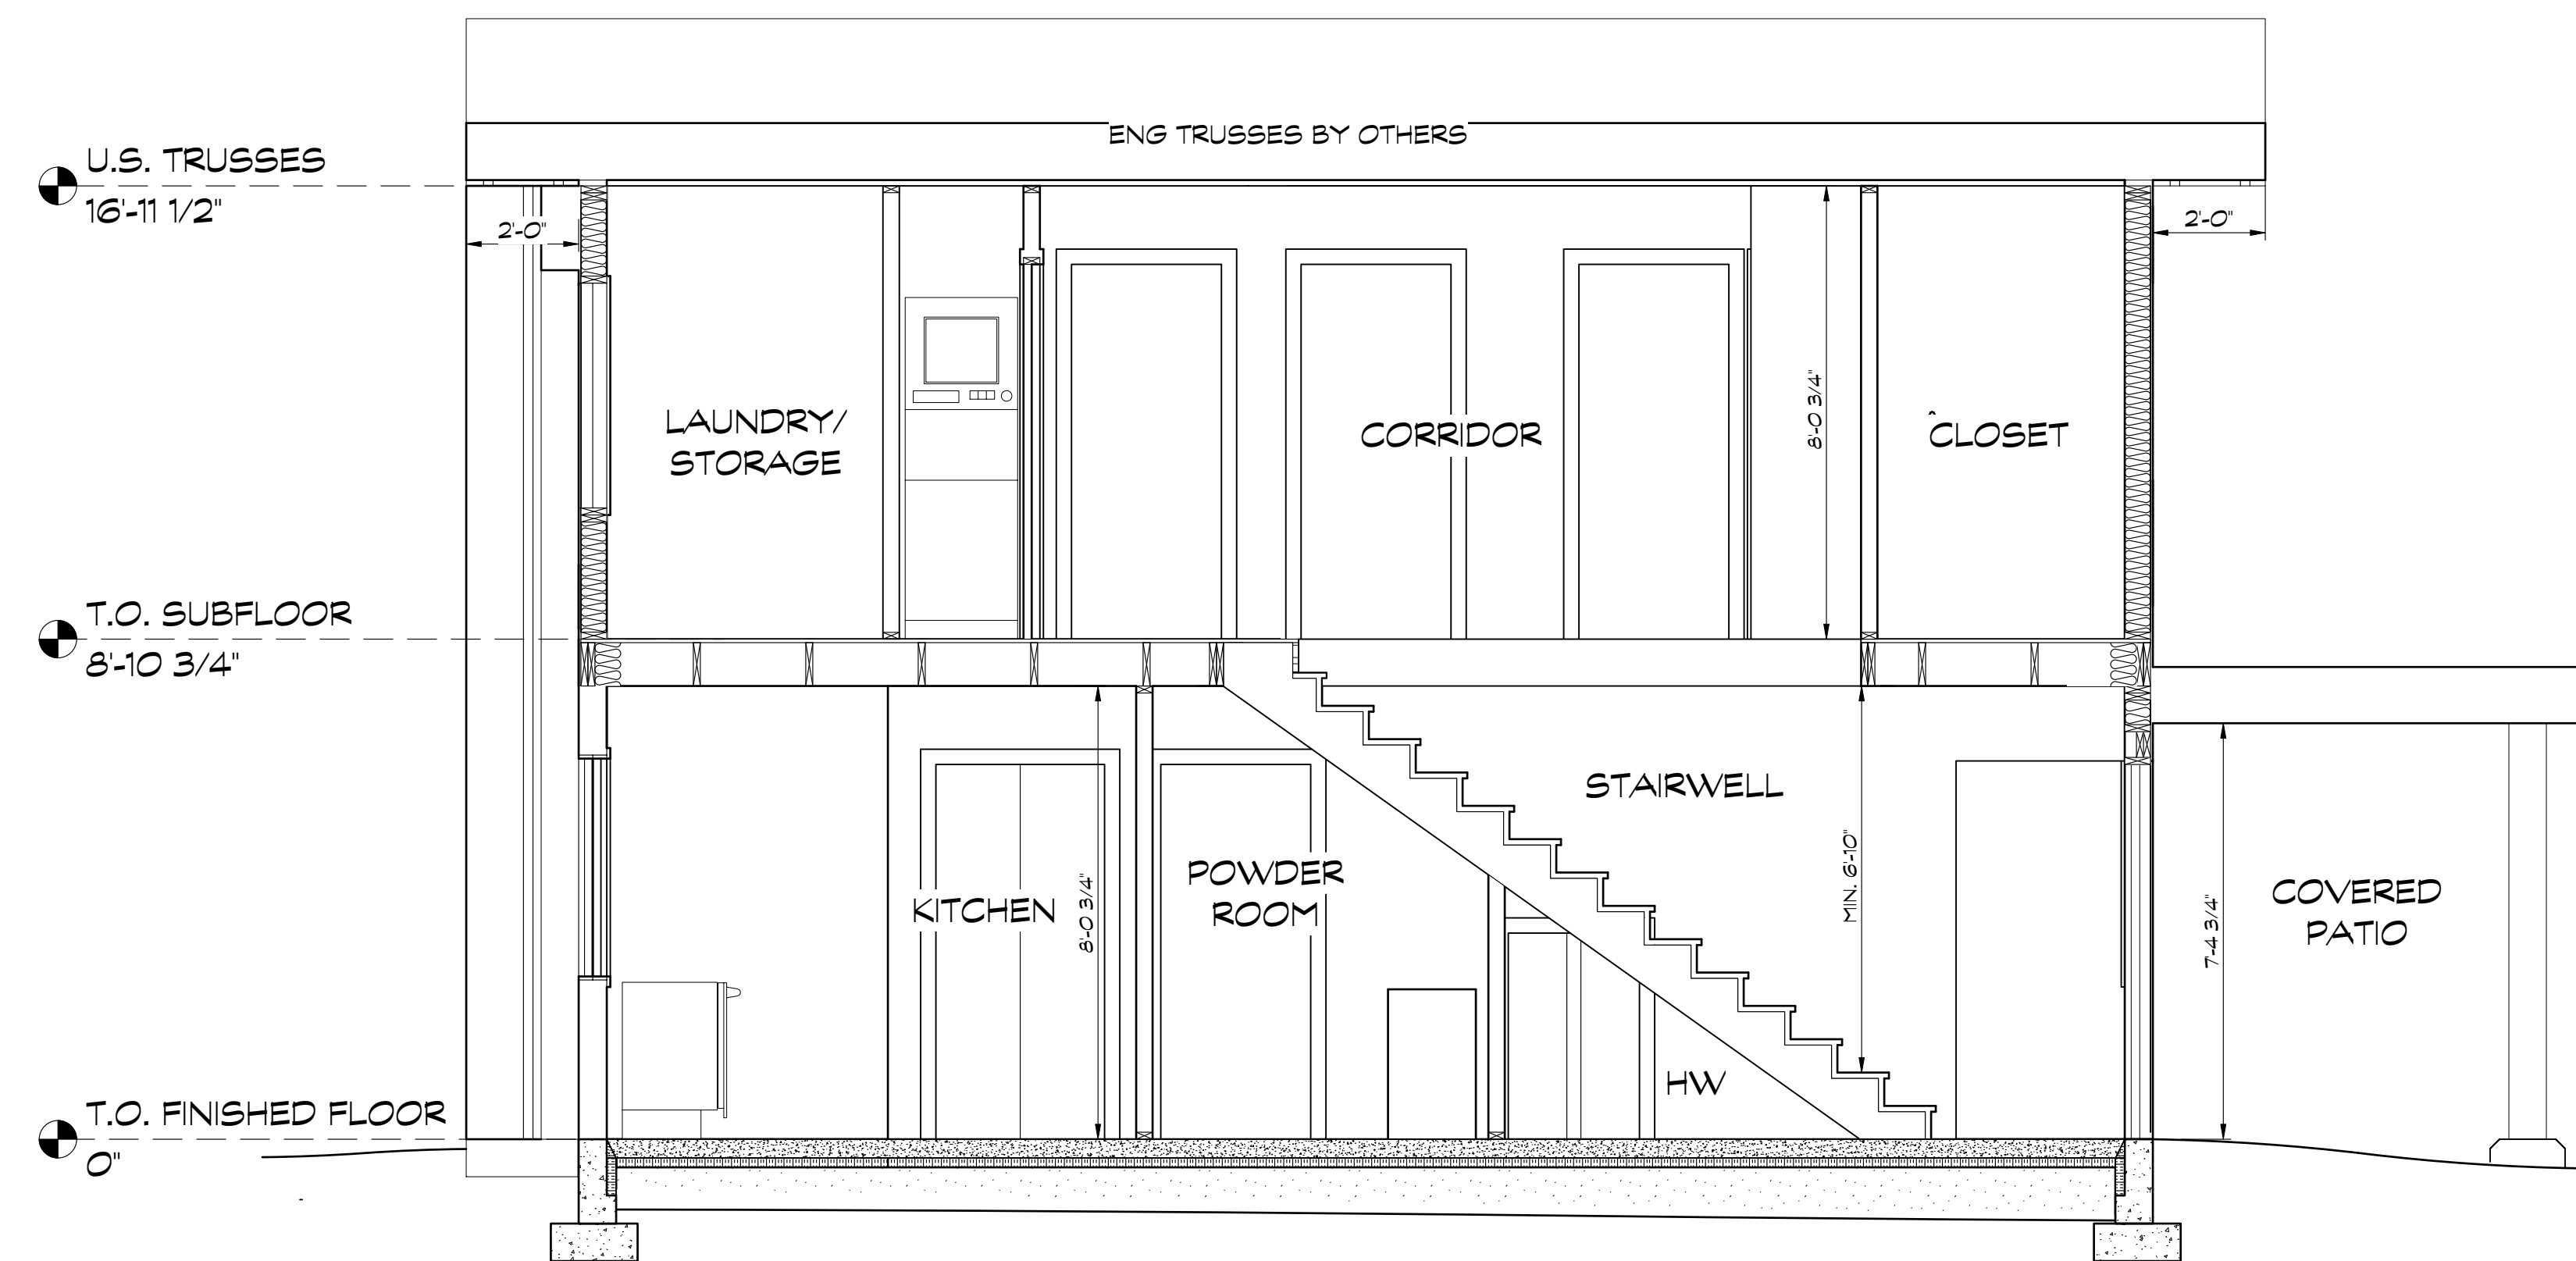 ENG TRUSSES BY OTHERS
U.S. TRUSSES
16'-11 1/2"
2'-0"
2'-0"
8'-0 3/4"
LAUNDRY/
STORAGE
CORRIDOR
CLOSET
T.O. SUBFLOOR
8'-10 3/4"
STAIRWELL
MIN. 6'-10"
POWDER
ROOM
KITCHEN
8'-0 3/4"
COVERED
PATIO
7'-4 3/4"
HW
T.O. FINISHED FLOOR
0"